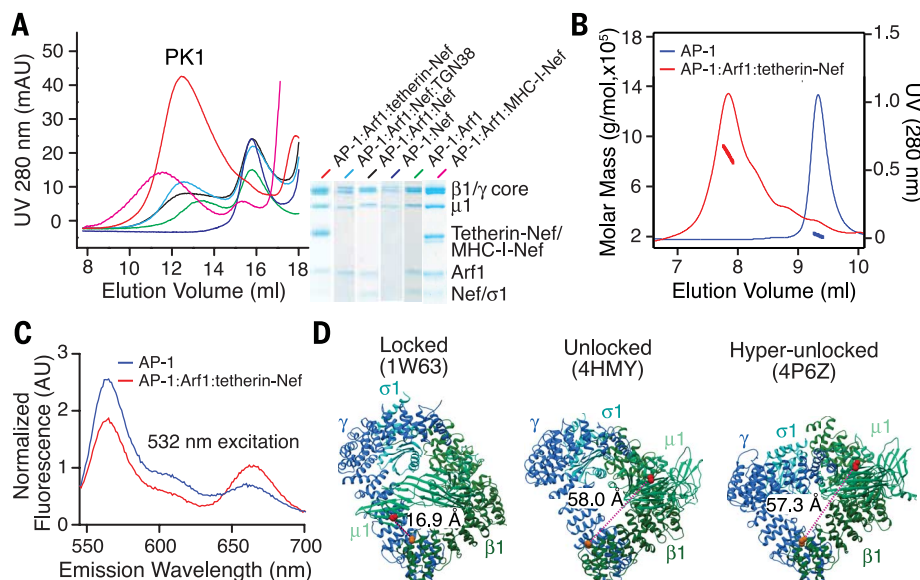 A
UV 280 nm (mAU)
50
40
30
20
10
0
PK1
8
10
12
14
16
18
Elution Volume (ml)
AP-1:Arf1:tetherin-Nef
AP-1:Arf1:Nef:TGN38
AP-1:Arf1:Nef
AP-1:Nef
AP-1:Arf1
AP-1:Arf1:MHC-I-Nef
β1/γ core
μ1
Tetherin-Nef/
MHC-I-Nef
Arf1
Nef/σ1
B
Molar Mass (g/mol,x10⁵)
18
14
10
6
2
AP-1
AP-1:Arf1:tetherin-Nef
1.5
1.0
0.5
0
UV (280 nm)
7
8
9
10
Elution Volume (ml)
C
Normalized
Fluorescence (AU)
3
2
1
0
AP-1
AP-1:Arf1:tetherin-Nef
532 nm excitation
550
600
650
700
Emission Wavelength (nm)
D
Locked
(1W63)
σ1
γ
16.9 Å
μ1
β1
Unlocked
(4HMY)
σ1
γ
μ1
58.0 Å
β1
Hyper-unlocked
(4P6Z)
σ1
μ1
γ
57.3 Å
β1